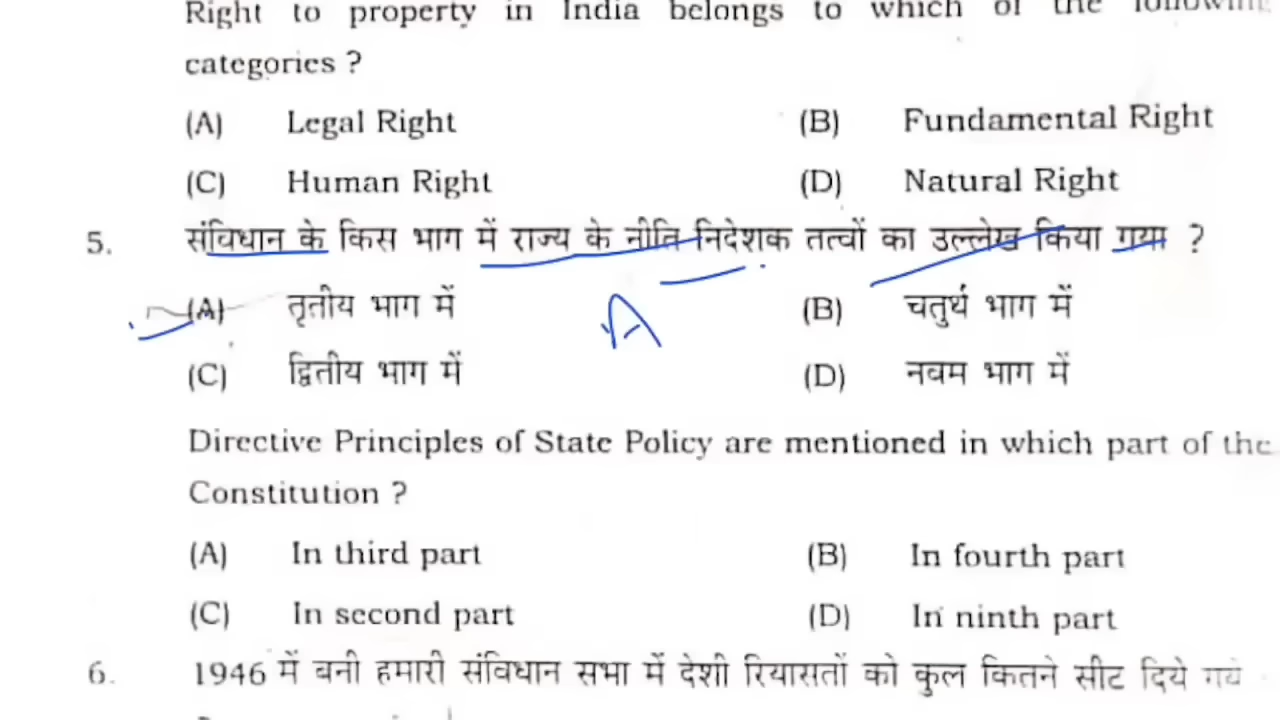 Right to property in India belongs to which of the following
categories ?
(A) Legal Right (B) Fundamental Right
(C) Human Right (D) Natural Right
5. संविधान के किस भाग में राज्य के नीति निदेशक तत्वों का उल्लेख किया गया ?
(A) तृतीय भाग में (B) चतुर्थ भाग में
A
(C) द्वितीय भाग में (D) नवम भाग में
Directive Principles of State Policy are mentioned in which part of the
Constitution ?
(A) In third part (B) In fourth part
(C) In second part (D) In ninth part
6. 1946 में बनी हमारी संविधान सभा में देशी रियासतों को कुल कितने सीट दिये गये